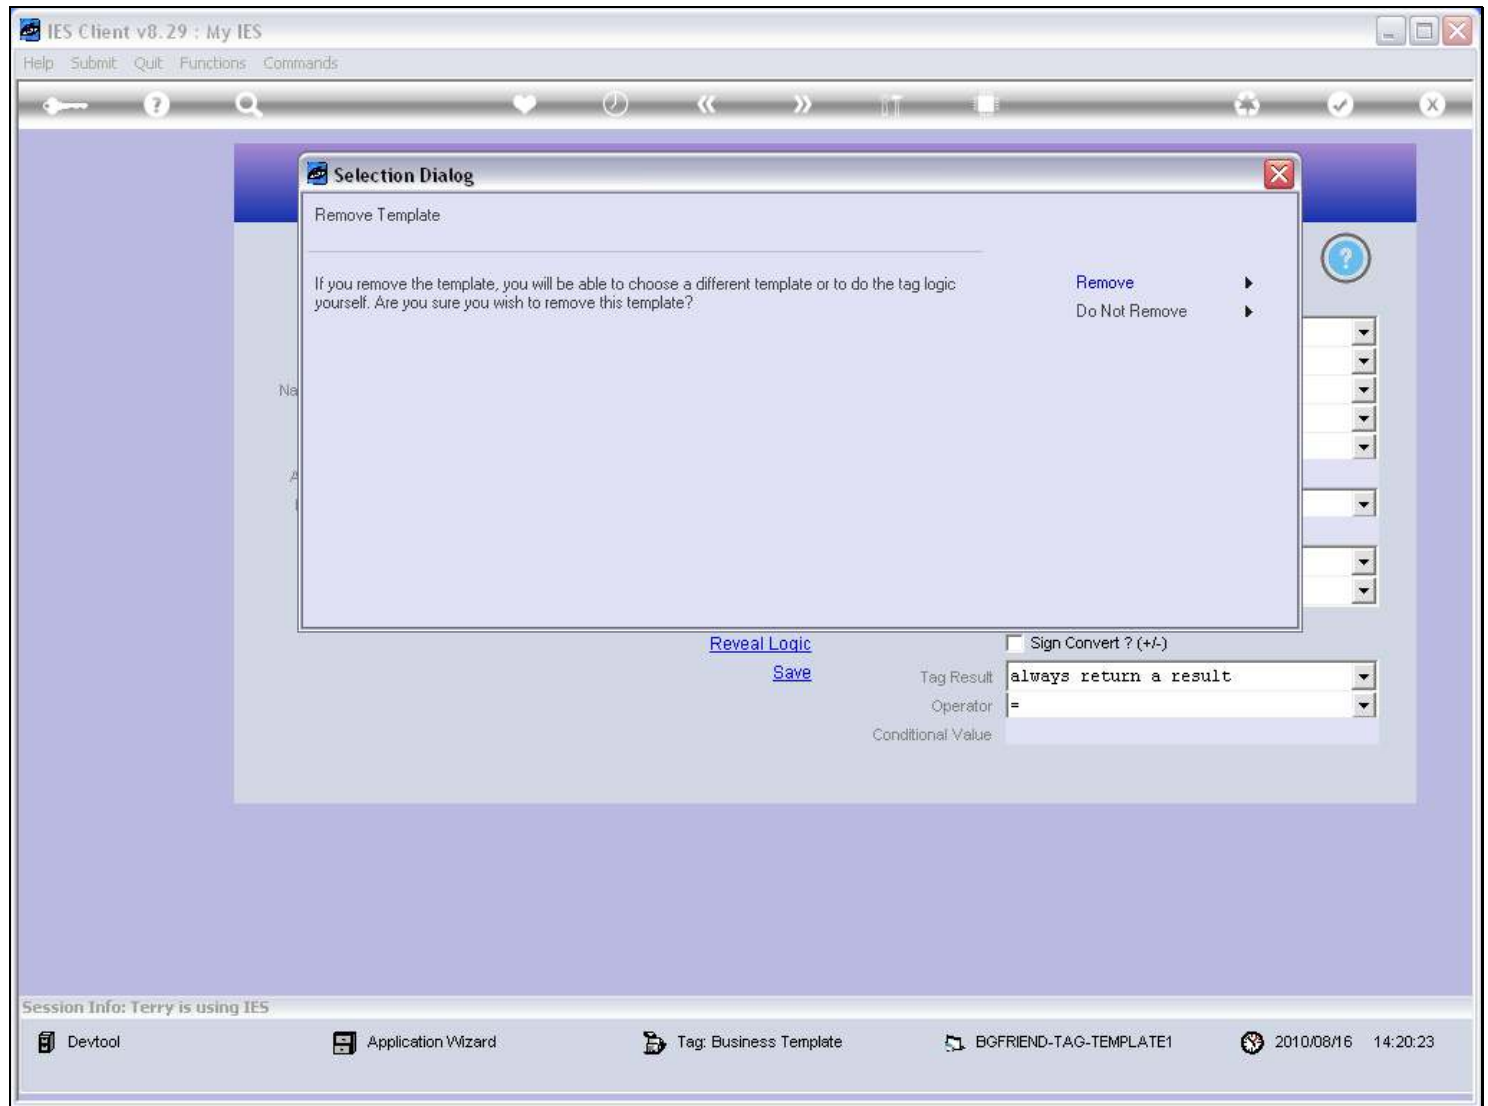 IES Client v8.29 : My IES
Help Submit Quit Functions Commands
Selection Dialog
Remove Template
If you remove the template, you will be able to choose a different template or to do the tag logic
yourself. Are you sure you wish to remove this template?
Remove
Do Not Remove
Na
A
Reveal Logic
Sign Convert ? (+/-)
Save
Tag Result always return a result
Operator =
Conditional Value
Session Info: Terry is using IES
Devtool Application Wizard Tag: Business Template BGFRIEND-TAG-TEMPLATE1 2010/08/16 14:20:23